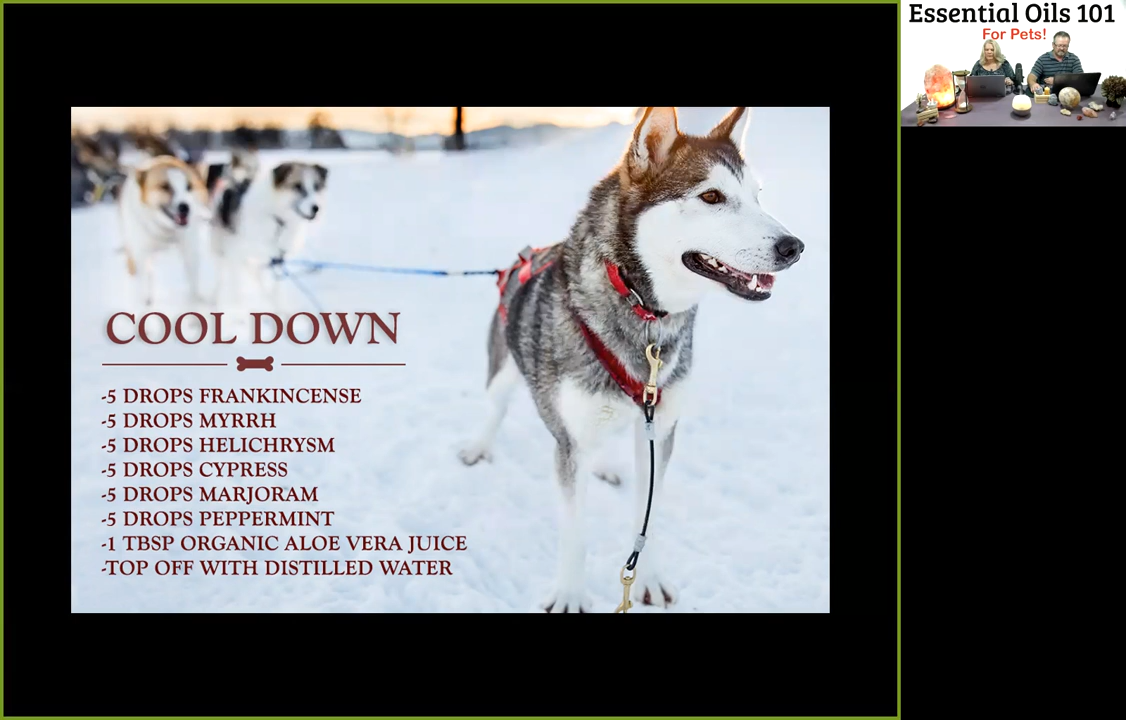 Essential Oils 101
For Pets!
COOL DOWN
-5 DROPS FRANKINCENSE
-5 DROPS MYRRH
-5 DROPS HELICHRYSM
-5 DROPS CYPRESS
-5 DROPS MARJORAM
-5 DROPS PEPPERMINT
-1 TBSP ORGANIC ALOE VERA JUICE
-TOP OFF WITH DISTILLED WATER